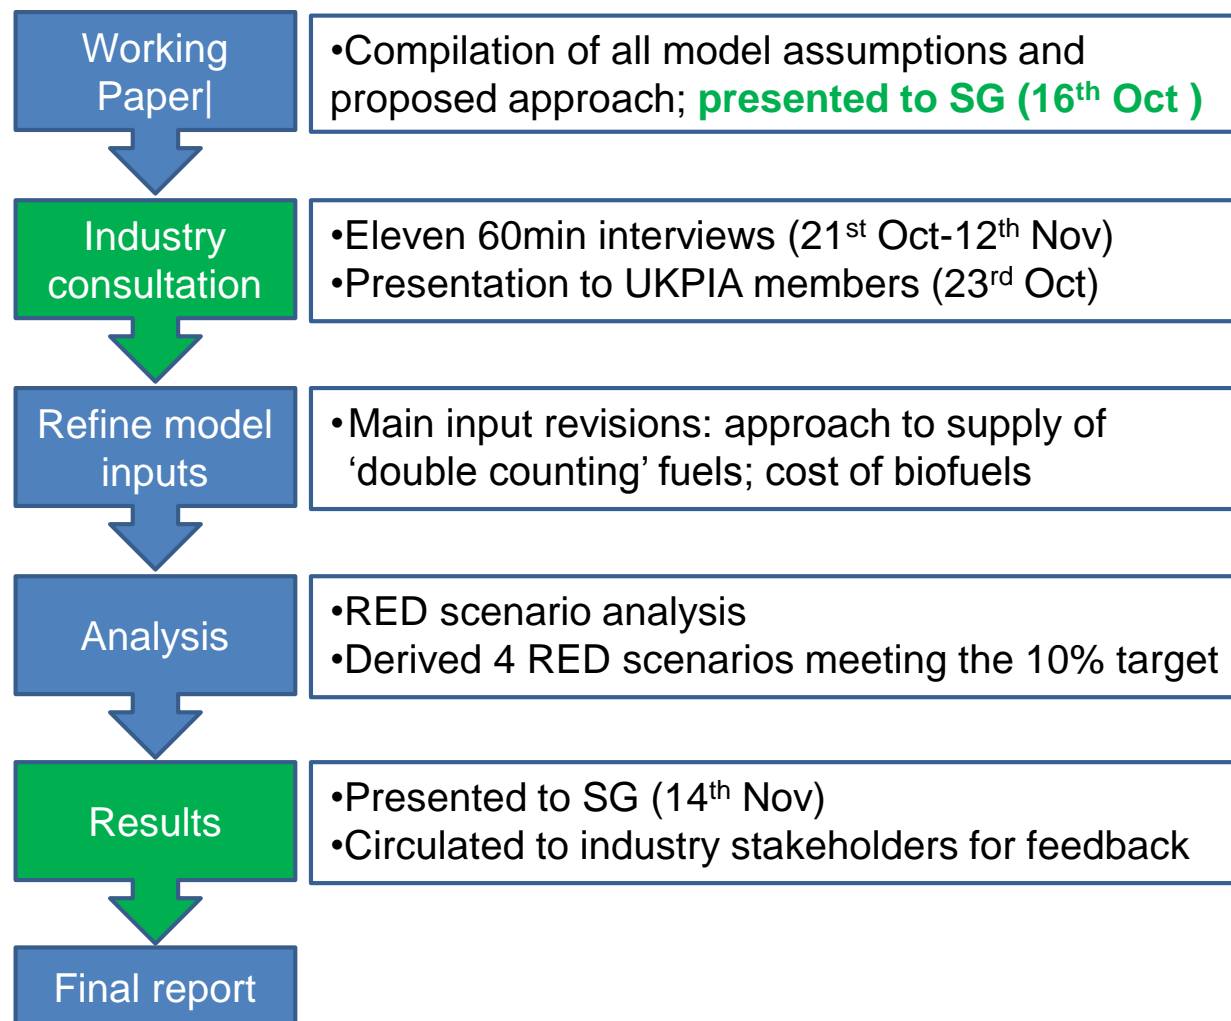 Working
Paper|
•Compilation of all model assumptions and
proposed approach; presented to SG (16th Oct )
Industry
consultation
•Eleven 60min interviews (21st Oct-12th Nov)
•Presentation to UKPIA members (23rd Oct)
Refine model
inputs
•Main input revisions: approach to supply of
‘double counting’ fuels; cost of biofuels
Analysis
•RED scenario analysis
•Derived 4 RED scenarios meeting the 10% target
Results
•Presented to SG (14th Nov)
•Circulated to industry stakeholders for feedback
Final report